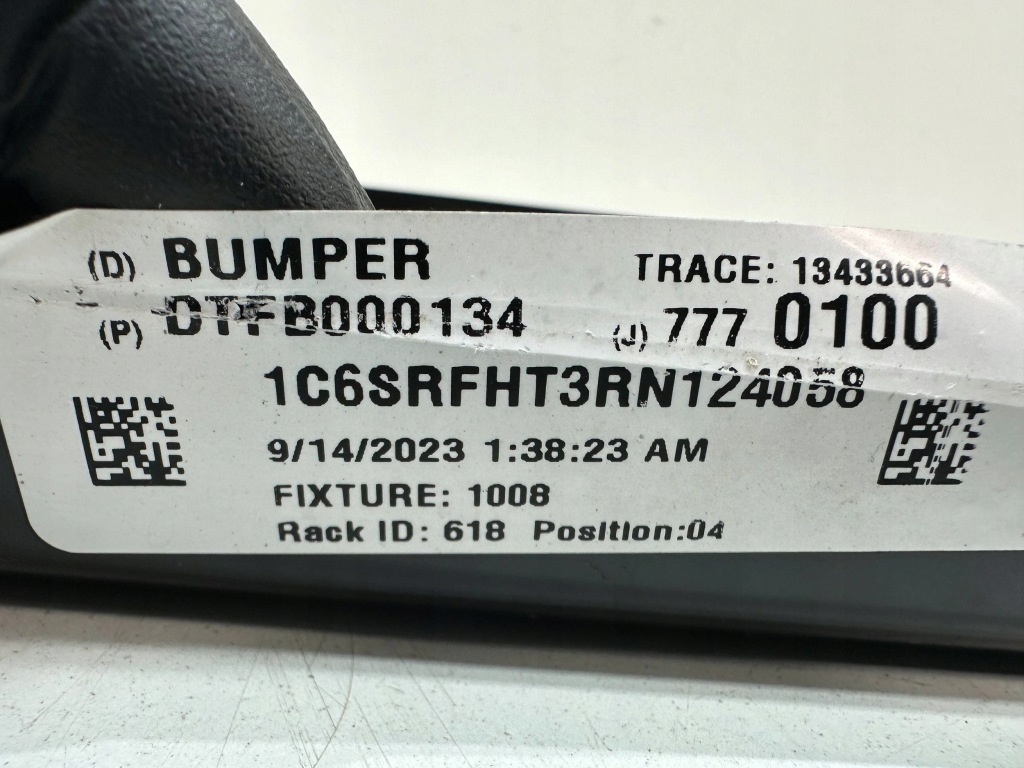 (D) BUMPER TRACE: 13433664
(P) DTFB000134 (J) 777 0100
1C6SRFHT3RN124058
9/14/2023 1:38:23 AM
FIXTURE: 1008
Rack ID: 618 Position:04